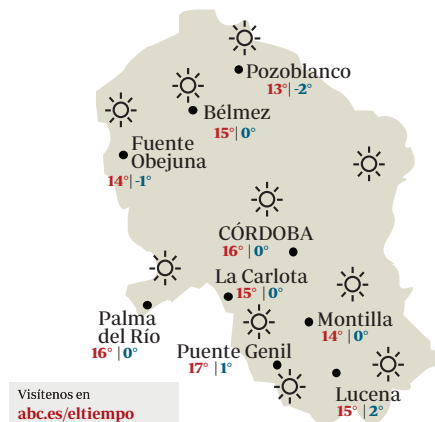 Pozoblanco
13°|-2°
Bélmez
15°|0°
Fuente
Obejuna
14°|-1°
CÓRDOBA
16°|0°
La Carlota
15°|0°
Palma
del Río
16°|0°
Montilla
14°|0°
Puente Genil
17°|1°
Lucena
15°|2°
Visítenos en
abc.es/eltiempo